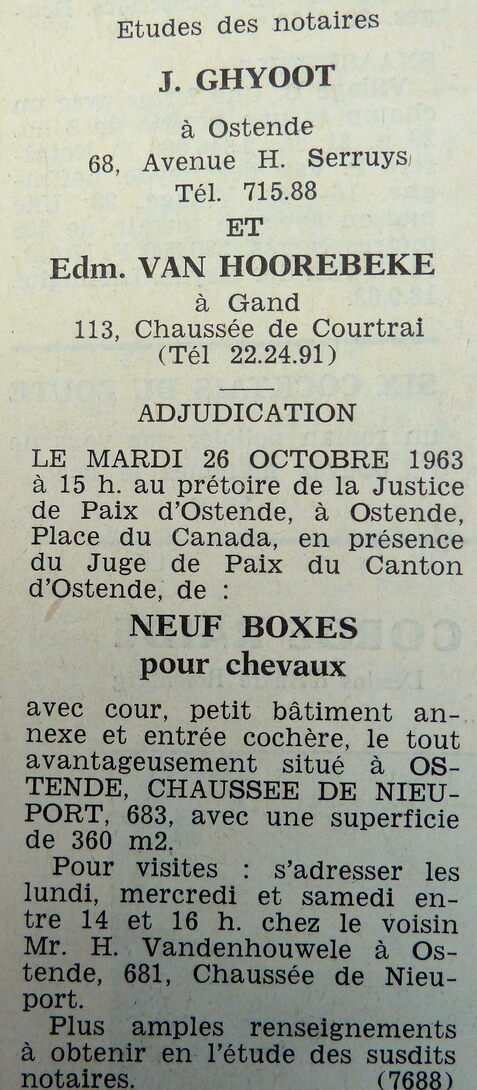 Etudes des notaires
J. GHYOOT
à Ostende
68, Avenue H. Serruys
Tél. 715.88
ET
Edm. VAN HOOREBEKE
à Gand
113, Chaussée de Courtrai
(Tél 22.24.91)
ADJUDICATION
LE MARDI 26 OCTOBRE 1963
à 15 h. au prétoire de la Justice
de Paix d'Ostende, à Ostende,
Place du Canada, en présence
du Juge de Paix du Canton
d'Ostende, de :
NEUF BOXES
pour chevaux
avec cour, petit bâtiment an-
nexe et entrée cochère, le tout
avantageusement situé à OS-
TENDE, CHAUSSEE DE NIEU-
PORT, 683, avec une superficie
de 360 m2.
Pour visites : s'adresser les
lundi, mercredi et samedi en-
tre 14 et 16 h. chez le voisin
Mr. H. Vandenhouwele à Os-
tende, 681, Chaussée de Nieu-
port.
Plus amples renseignements
à obtenir en l'étude des susdits
notaires. (7688)